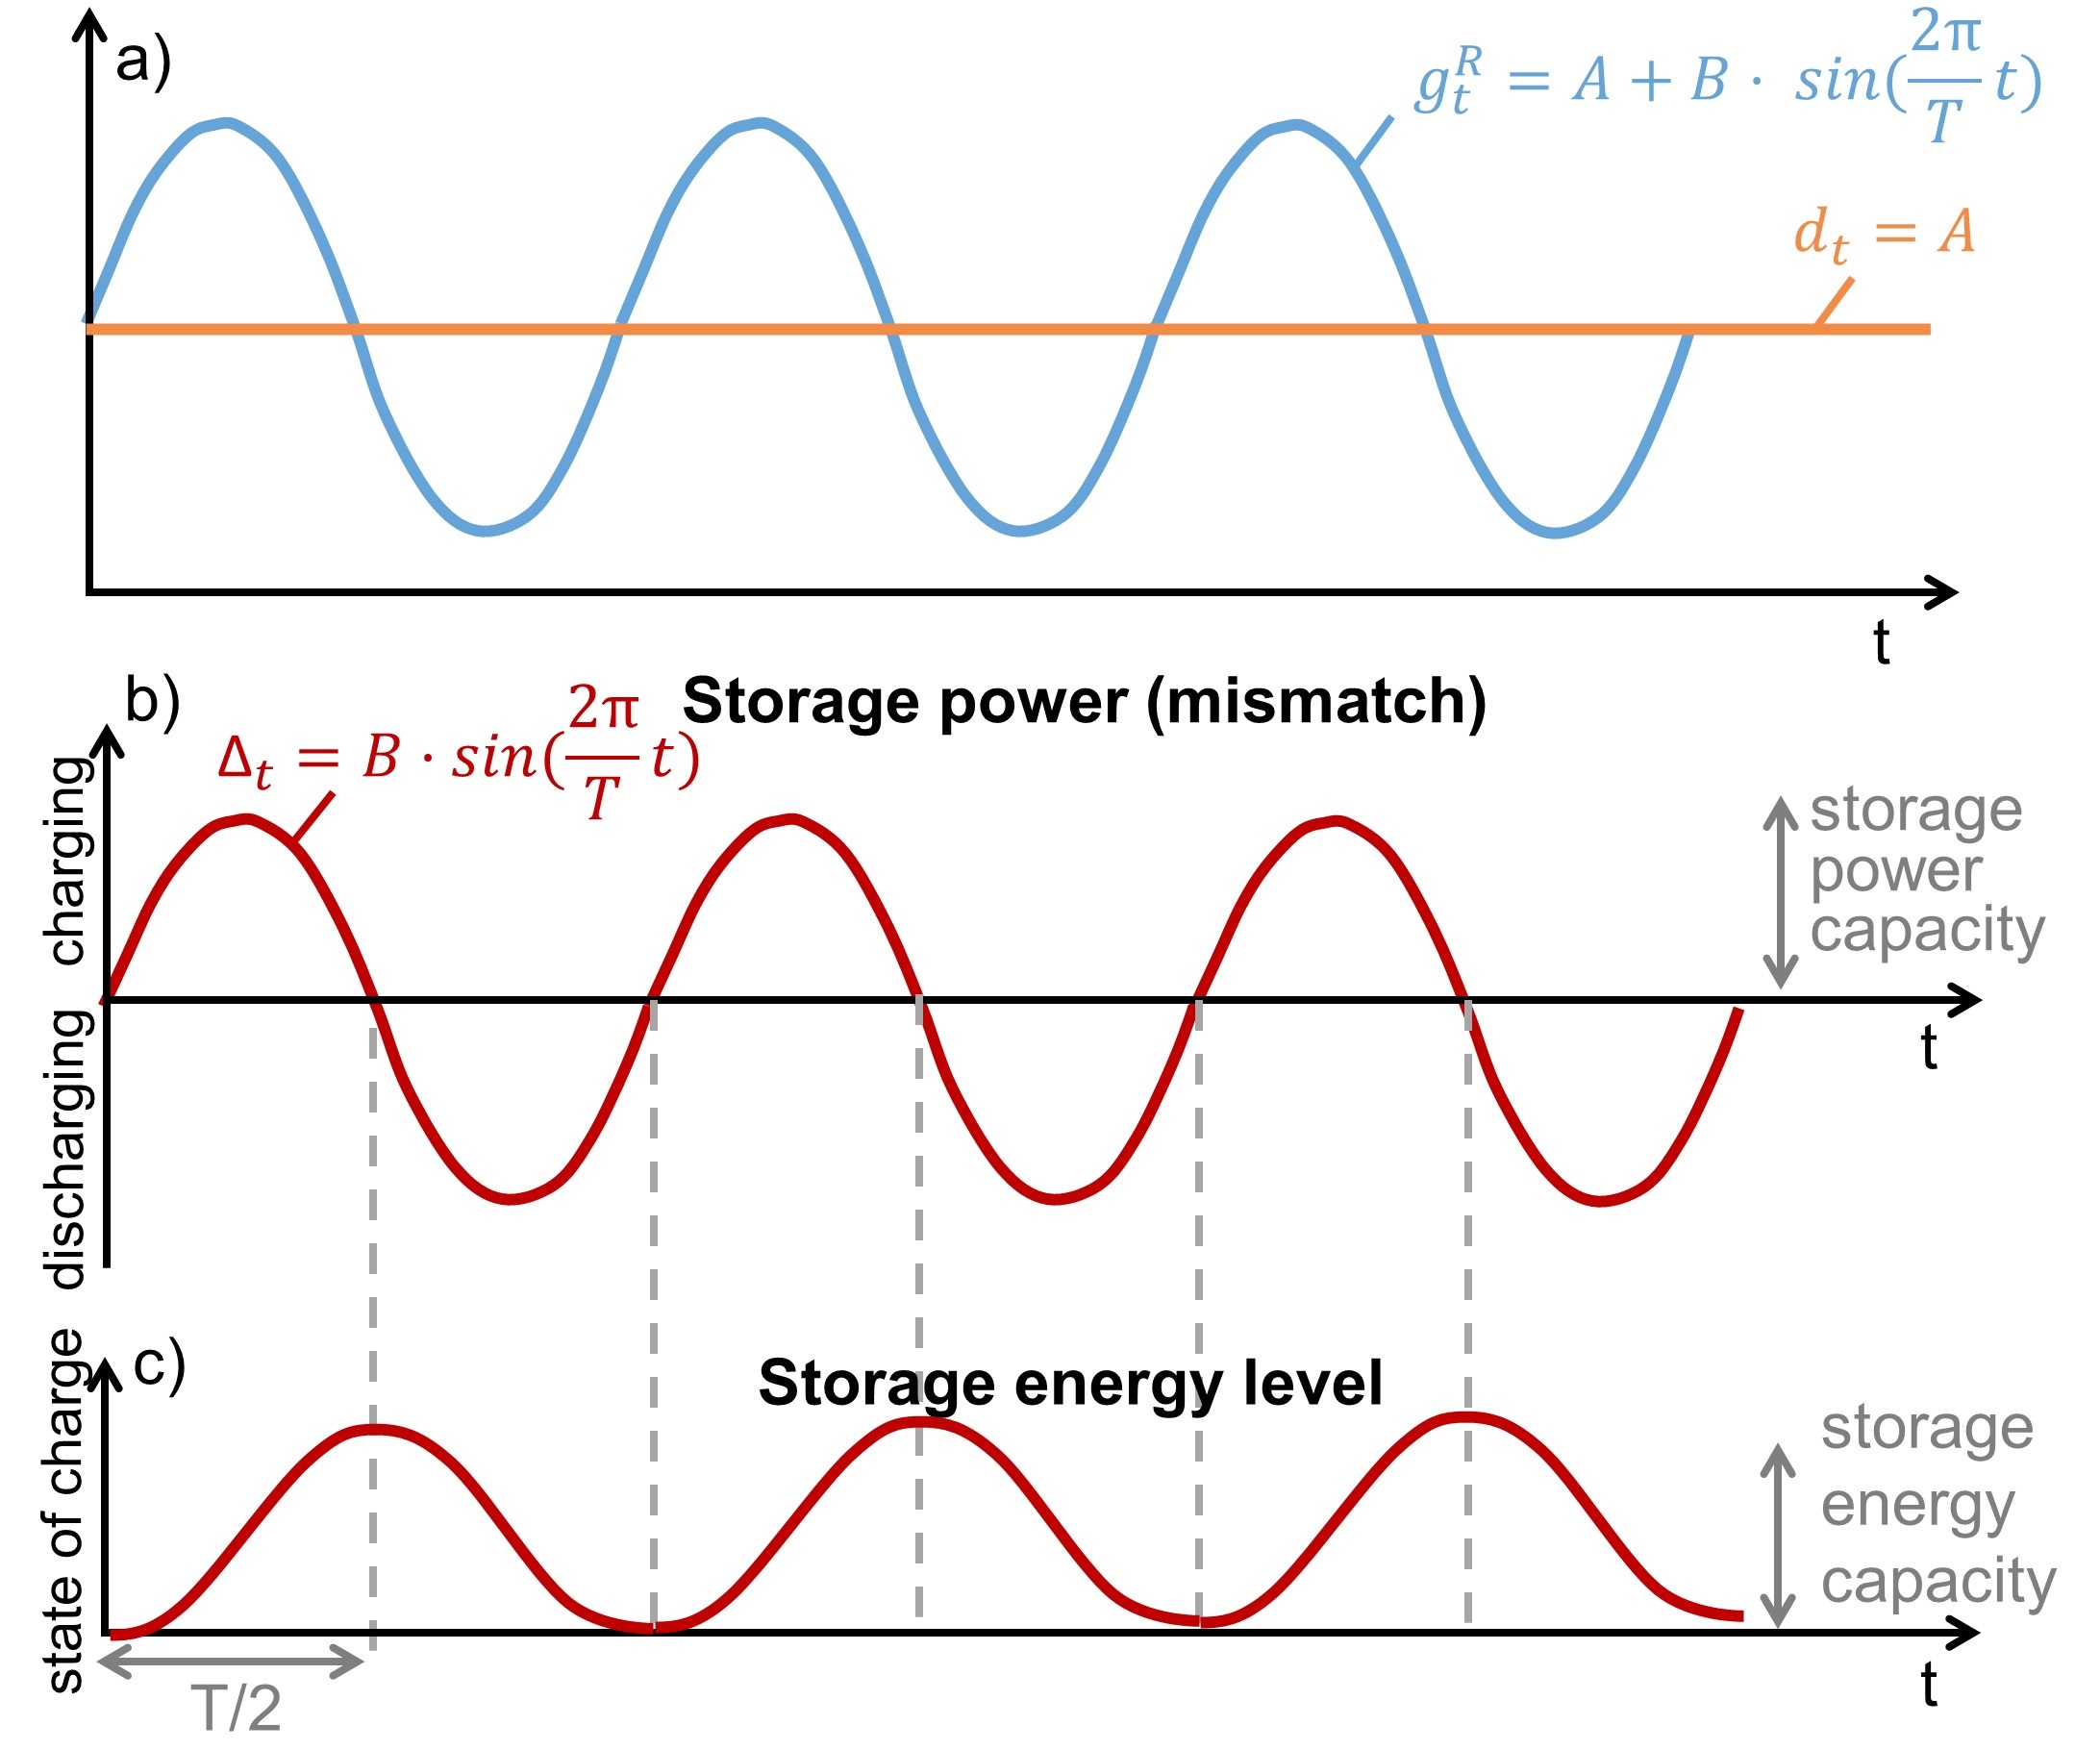 a)
g_t^R = A + B · sin(2π/T t)
d_t = A
t
b)
Storage power (mismatch)
Δ_t = B · sin(2π/T t)
charging
discharging
storage
power
capacity
t
c)
Storage energy level
state of charge
storage
energy
capacity
T/2
t